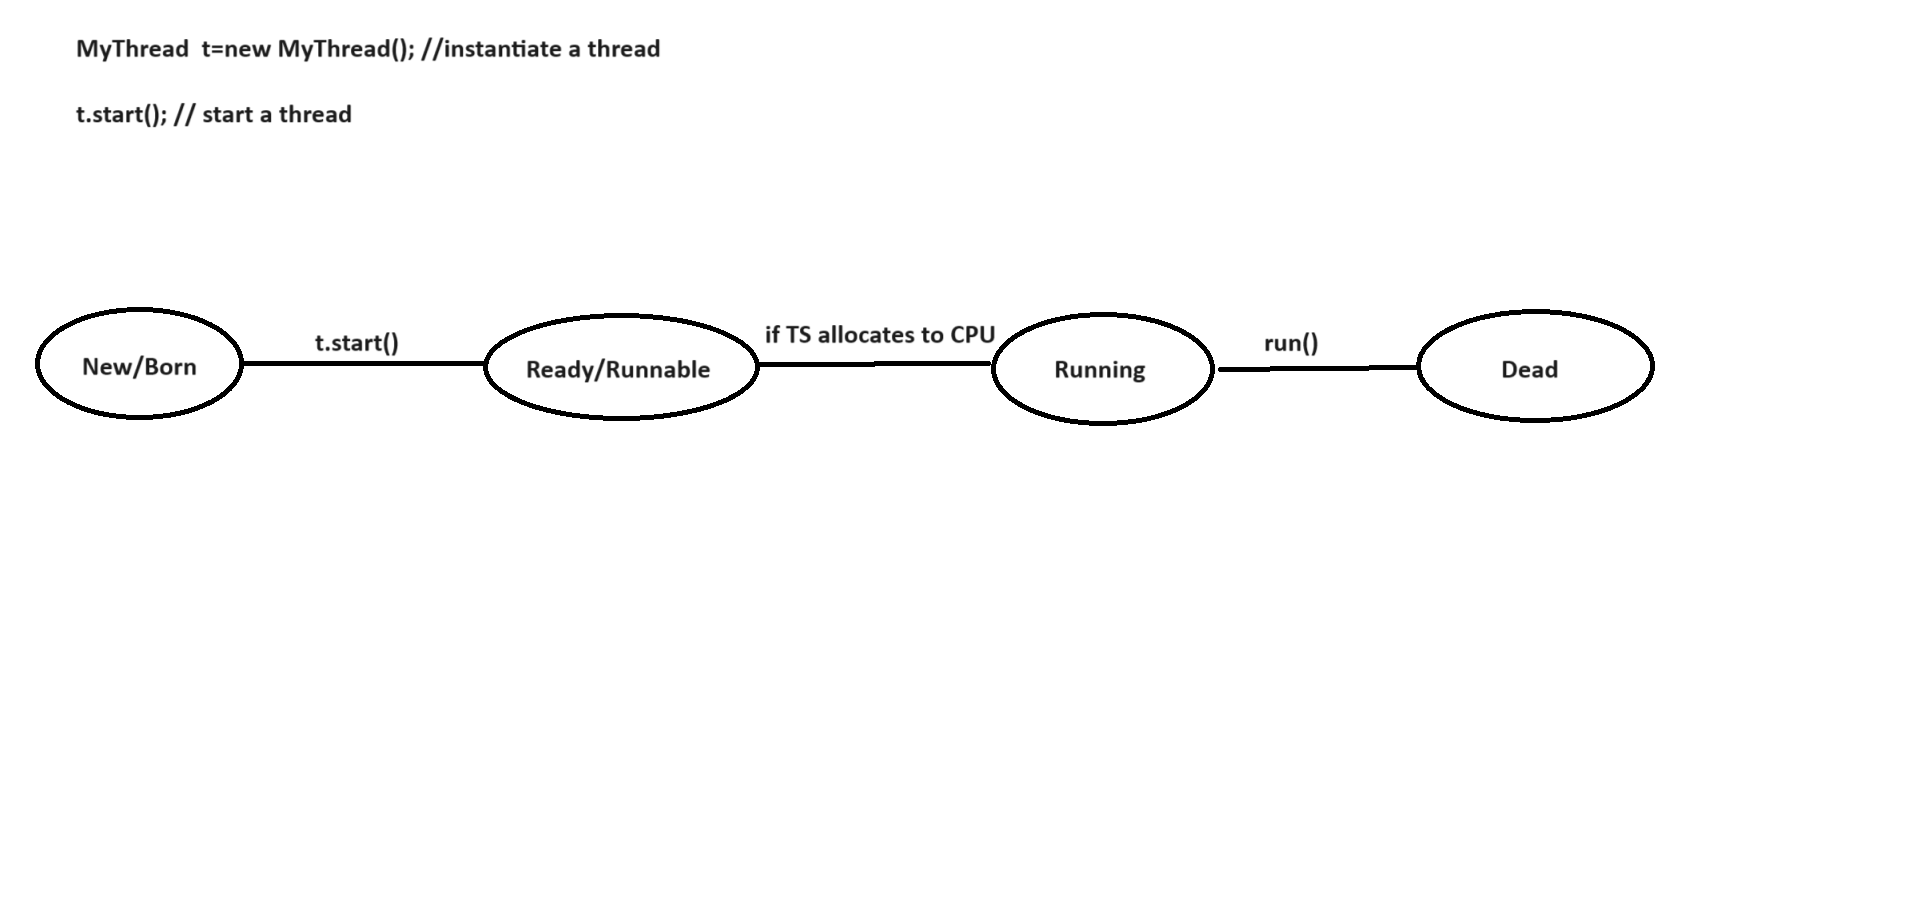 MyThread  t=new MyThread(); //instantiate a thread
t.start(); // start a thread
t.start()
if TS allocates to CPU
run()
New/Born
Ready/Runnable
Running
Dead